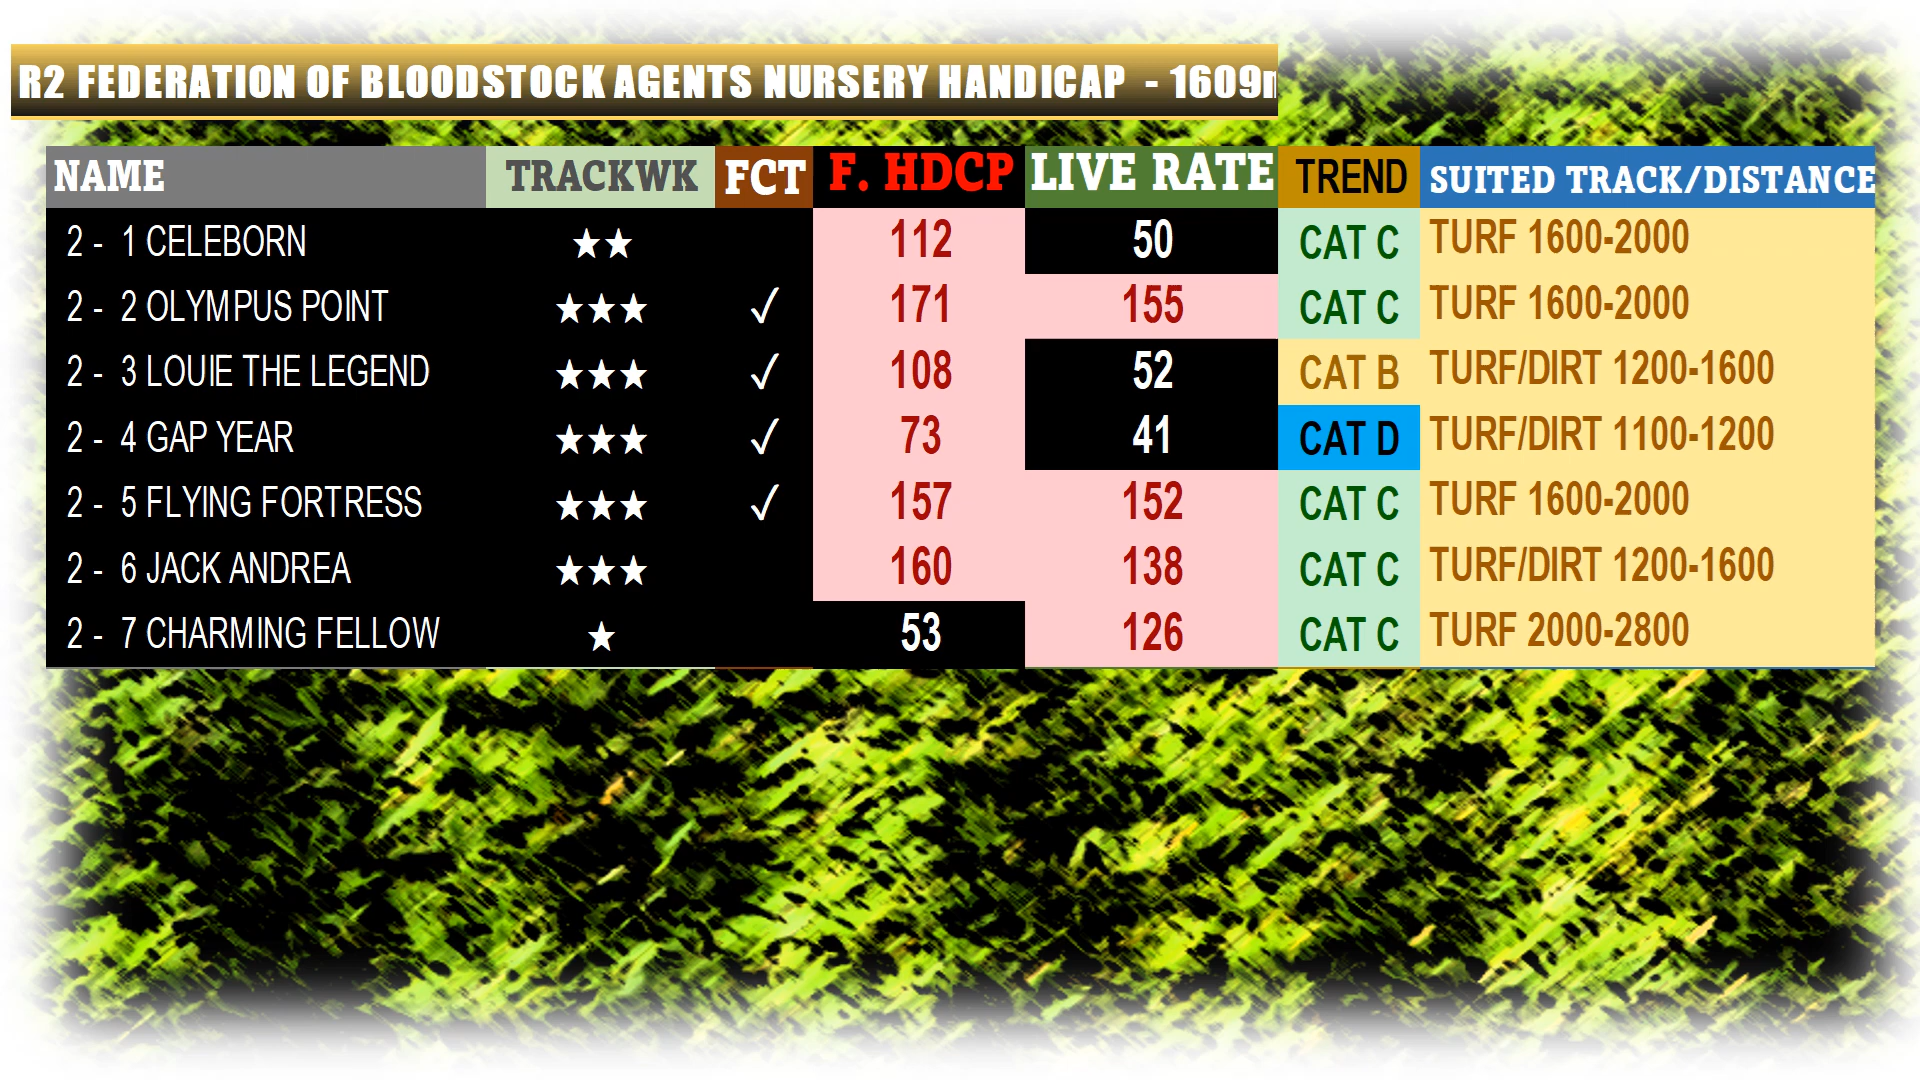 R2 FEDERATION OF BLOODSTOCK AGENTS NURSERY HANDICAP - 1609m
NAME TRACKWK FCT F. HDCP LIVE RATE TREND SUITED TRACK/DISTANCE
2 - 1 CELEBORN ★★ 112 50 CAT C TURF 1600-2000
2 - 2 OLYMPUS POINT ★★★ ✓ 171 155 CAT C TURF 1600-2000
2 - 3 LOUIE THE LEGEND ★★★ ✓ 108 52 CAT B TURF/DIRT 1200-1600
2 - 4 GAP YEAR ★★★ ✓ 73 41 CAT D TURF/DIRT 1100-1200
2 - 5 FLYING FORTRESS ★★★ ✓ 157 152 CAT C TURF 1600-2000
2 - 6 JACK ANDREA ★★★ 160 138 CAT C TURF/DIRT 1200-1600
2 - 7 CHARMING FELLOW ★ 53 126 CAT C TURF 2000-2800